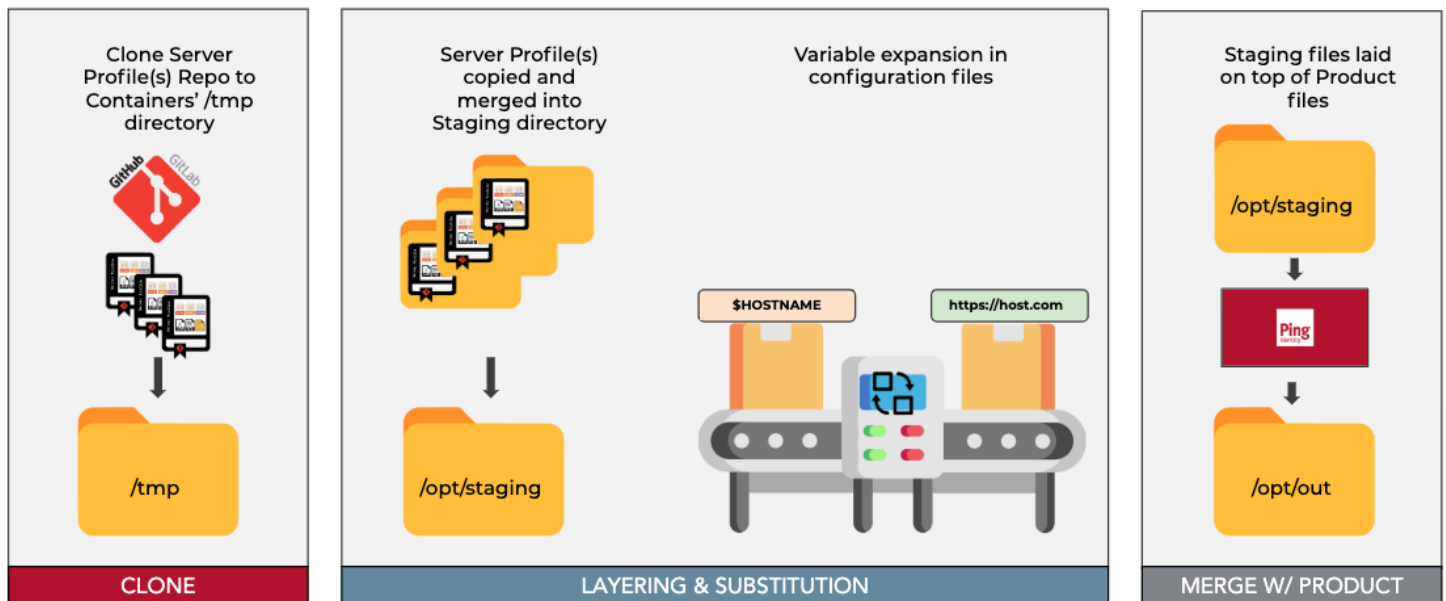 Clone Server
Profile(s) Repo to
Containers' /tmp
directory
GitHub
GitLab
/tmp
CLONE
Server Profile(s)
copied and
merged into
Staging directory
/opt/staging
Variable expansion in
configuration files
$HOSTNAME
https://host.com
LAYERING & SUBSTITUTION
Staging files laid
on top of Product
files
/opt/staging
Ping
Identity
/opt/out
MERGE W/ PRODUCT